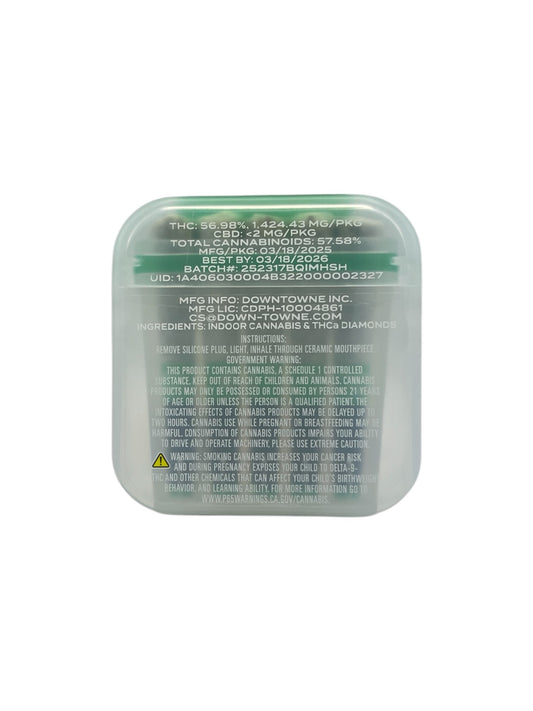 THC: 56.98%, 1,424.43 MG/PKG
CBD: <2 MG/PKG
TOTAL CANNABINOIDS: 57.58%
MFG/PKG: 03/18/2025
BEST BY: 03/18/2026
BATCH#: 252317BQIMHSH
UID: 1A406030004B322000002327
MFG INFO: DOWNTOWNE INC.
MFG LIC: CDPH-10004861
CS@DOWN-TOWNE.COM
INGREDIENTS: INDOOR CANNABIS & THCa DIAMONDS
INSTRUCTIONS:
REMOVE SILICONE PLUG, LIGHT, INHALE THROUGH CERAMIC MOUTHPIECE
GOVERNMENT WARNING:
THIS PRODUCT CONTAINS CANNABIS, A SCHEDULE 1 CONTROLLED
SUBSTANCE. KEEP OUT OF REACH OF CHILDREN AND ANIMALS. CANNABIS
PRODUCTS MAY ONLY BE POSSESSED OR CONSUMED BY PERSONS 21 YEARS
OF AGE OR OLDER UNLESS THE PERSON IS A QUALIFIED PATIENT. THE
INTOXICATING EFFECTS OF CANNABIS PRODUCTS MAY BE DELAYED UP TO
TWO HOURS. CANNABIS USE WHILE PREGNANT OR BREASTFEEDING MAY BE
HARMFUL. CONSUMPTION OF CANNABIS PRODUCTS IMPAIRS YOUR ABILITY
TO DRIVE AND OPERATE MACHINERY. PLEASE USE EXTREME CAUTION.
WARNING: SMOKING CANNABIS INCREASES YOUR CANCER RISK
AND DURING PREGNANCY EXPOSES YOUR CHILD TO DELTA-9-
THC AND OTHER CHEMICALS THAT CAN AFFECT YOUR CHILD'S BIRTHWEIGHT,
BEHAVIOR, AND LEARNING ABILITY. FOR MORE INFORMATION GO TO
WWW.P65WARNINGS.CA.GOV/CANNABIS.